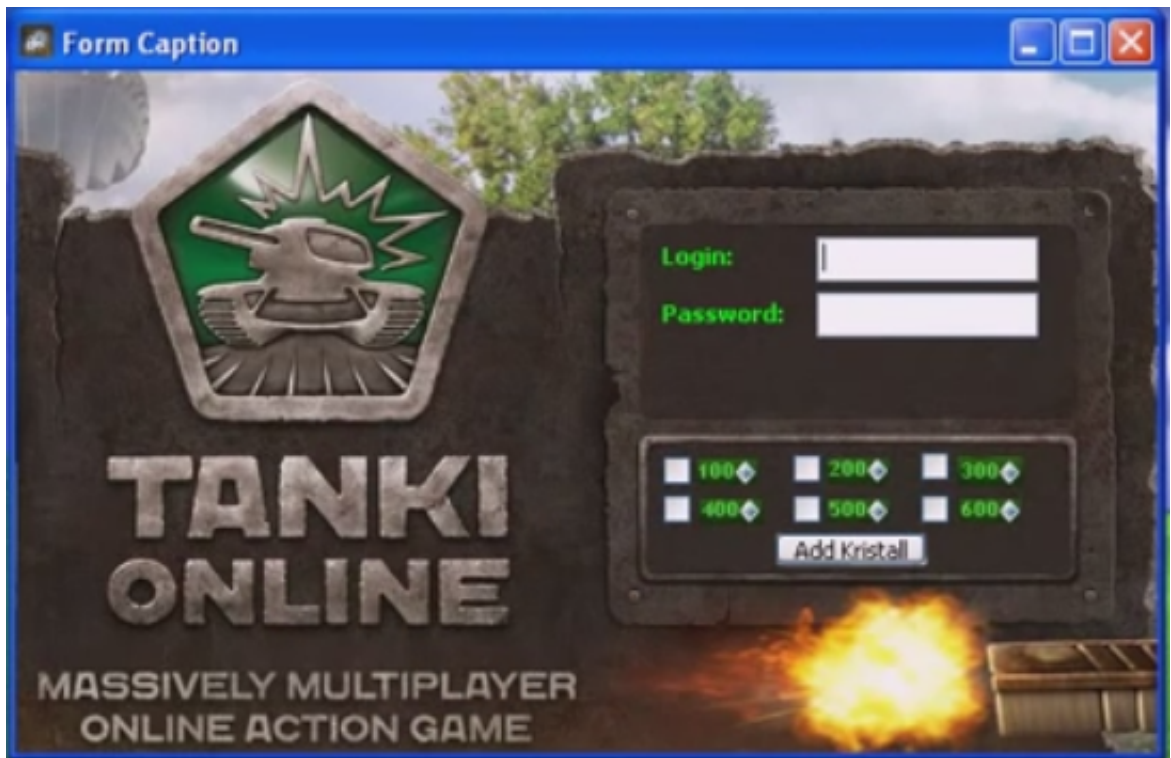 Form Caption
Login:
Password:
100
200
300
400
500
600
Add Kristall
TANKI
ONLINE
MASSIVELY MULTIPLAYER
ONLINE ACTION GAME